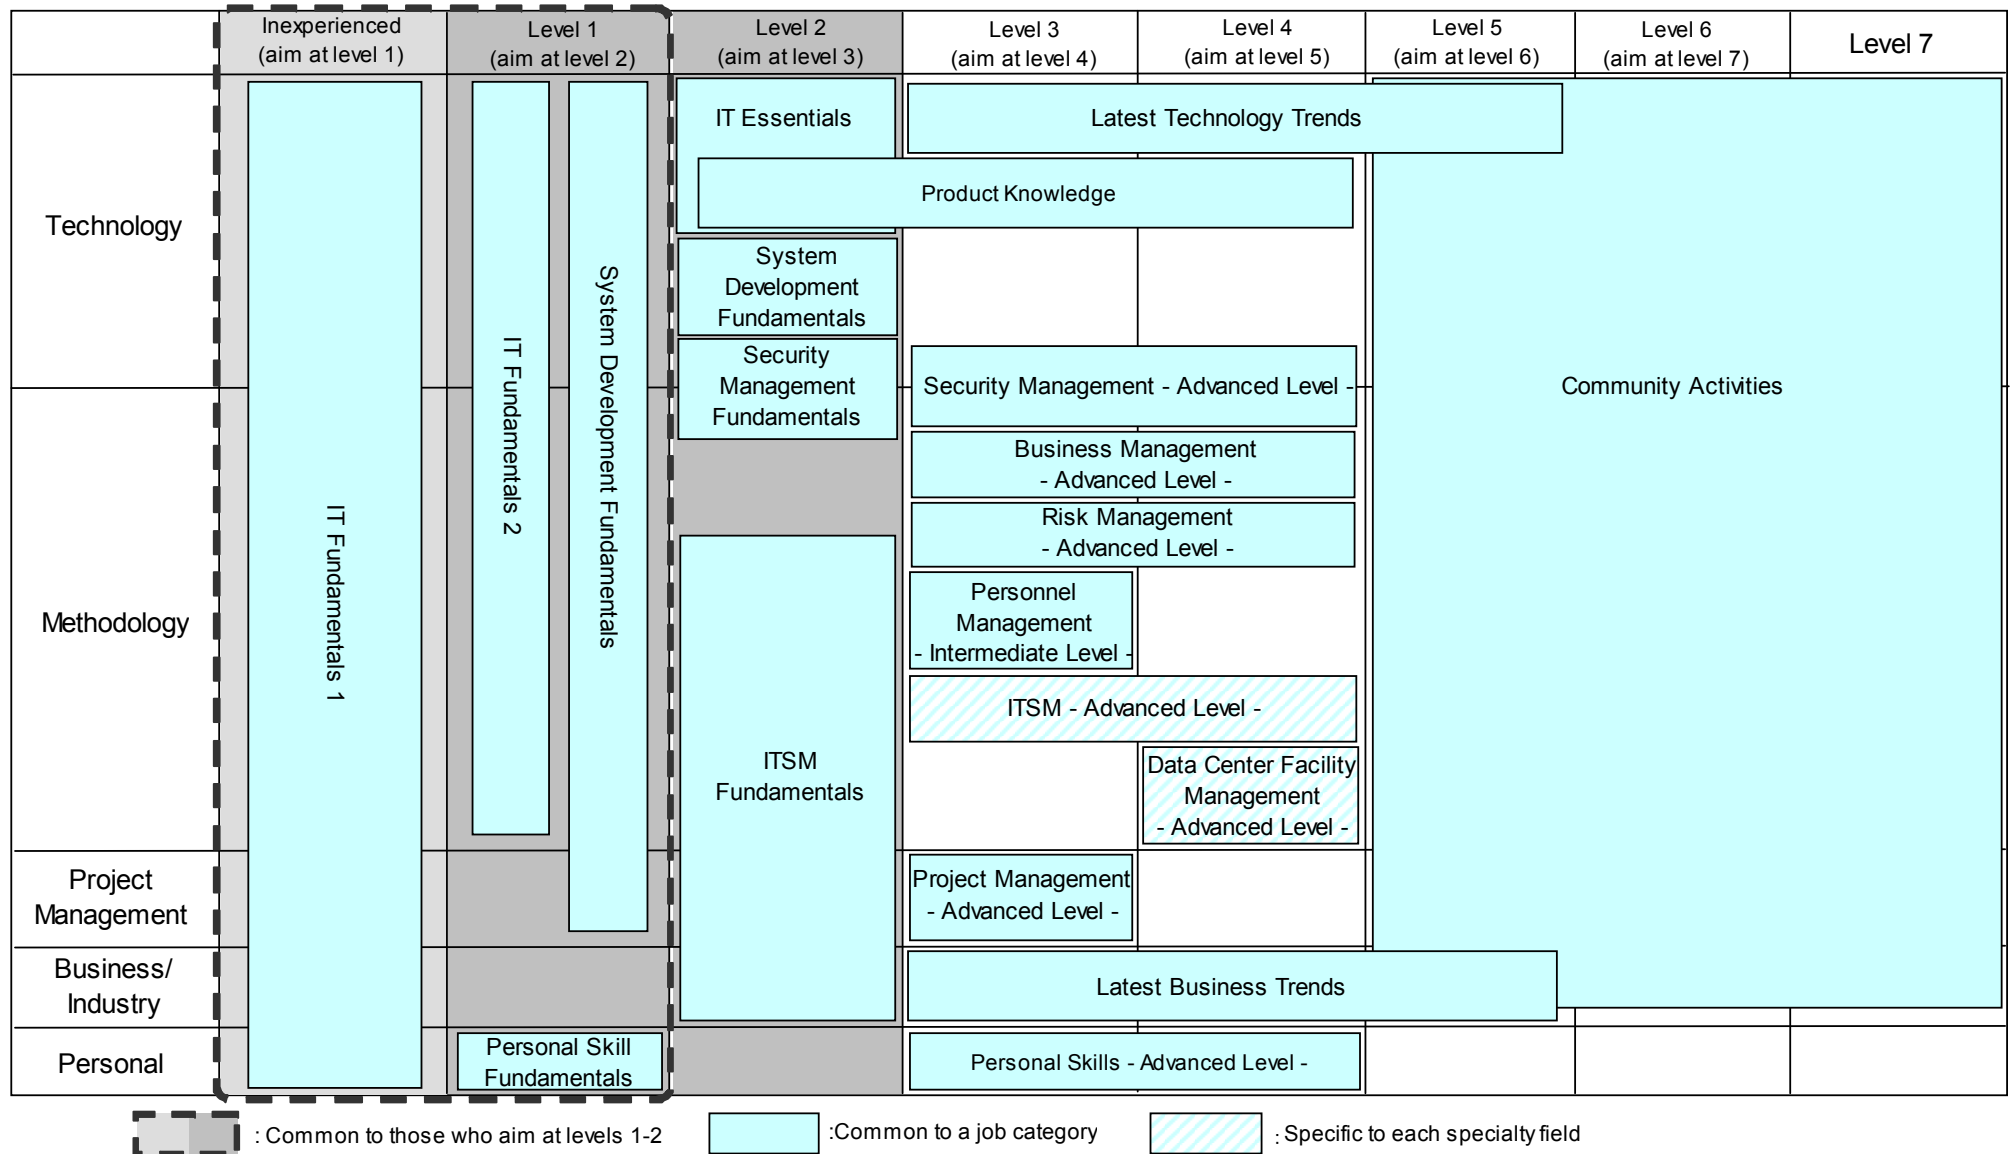 Inexperienced
(aim at level 1)
Level 1
(aim at level 2)
Level 2
(aim at level 3)
Level 3
(aim at level 4)
Level 4
(aim at level 5)
Level 5
(aim at level 6)
Level 6
(aim at level 7)
Level 7
Technology
Methodology
Project
Management
Business/
Industry
Personal
IT Fundamentals 1
IT Fundamentals 2
System Development Fundamentals
Personal Skill
Fundamentals
IT Essentials
Latest Technology Trends
Product Knowledge
System
Development
Fundamentals
Security
Management
Fundamentals
Security Management - Advanced Level -
Community Activities
Business Management
- Advanced Level -
Risk Management
- Advanced Level -
Personnel
Management
- Intermediate Level -
ITSM - Advanced Level -
ITSM
Fundamentals
Data Center Facility
Management
- Advanced Level -
Project Management
- Advanced Level -
Latest Business Trends
Personal Skills - Advanced Level -
: Common to those who aim at levels 1-2
:Common to a job category
: Specific to each specialty field